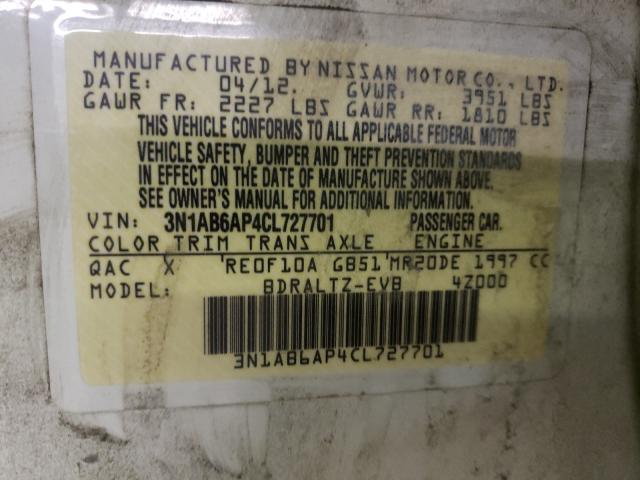 MANUFACTURED BY NISSAN MOTOR CO., LTD.
DATE: 04/12. GVWR: 3951 LBS
GAWR FR: 2227 LBS GAWR RR: 1810 LBS
THIS VEHICLE CONFORMS TO ALL APPLICABLE FEDERAL MOTOR
VEHICLE SAFETY, BUMPER AND THEFT PREVENTION STANDARDS
IN EFFECT ON THE DATE OF MANUFACTURE SHOWN ABOVE.
SEE OWNER'S MANUAL FOR ADDITIONAL INFORMATION.
VIN: 3N1AB6AP4CL727701 PASSENGER CAR.
COLOR TRIM TRANS AXLE ENGINE
QAC X RE0F10A GB51 MR20DE 1997 CC
MODEL: BDRALTZ-EVB 4Z000
3N1AB6AP4CL727701